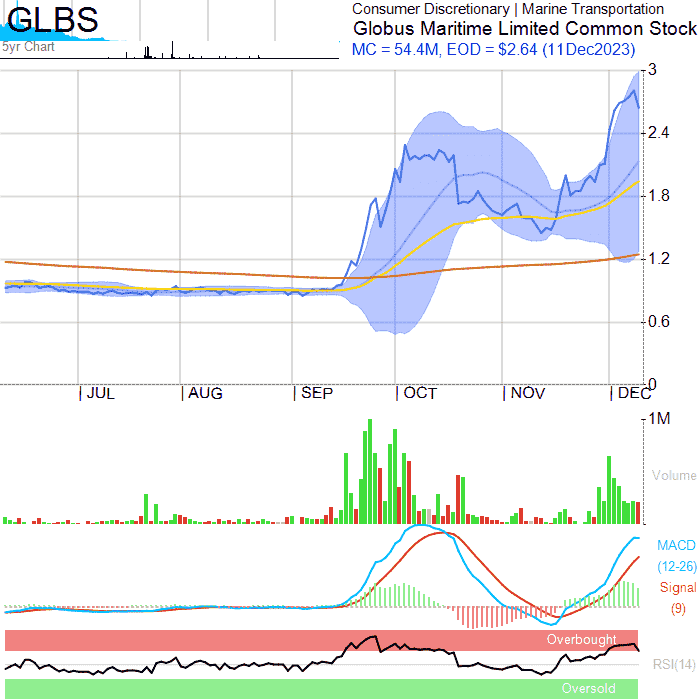 GLBS
5yr Chart
Consumer Discretionary | Marine Transportation
Globus Maritime Limited Common Stock
MC = 54.4M, EOD = $2.64 (11Dec2023)
3
2.4
1.8
1.2
0.6
0
JUL AUG SEP OCT NOV DEC
1M
Volume
MACD
(12-26)
Signal
(9)
Overbought
RSI(14)
Oversold